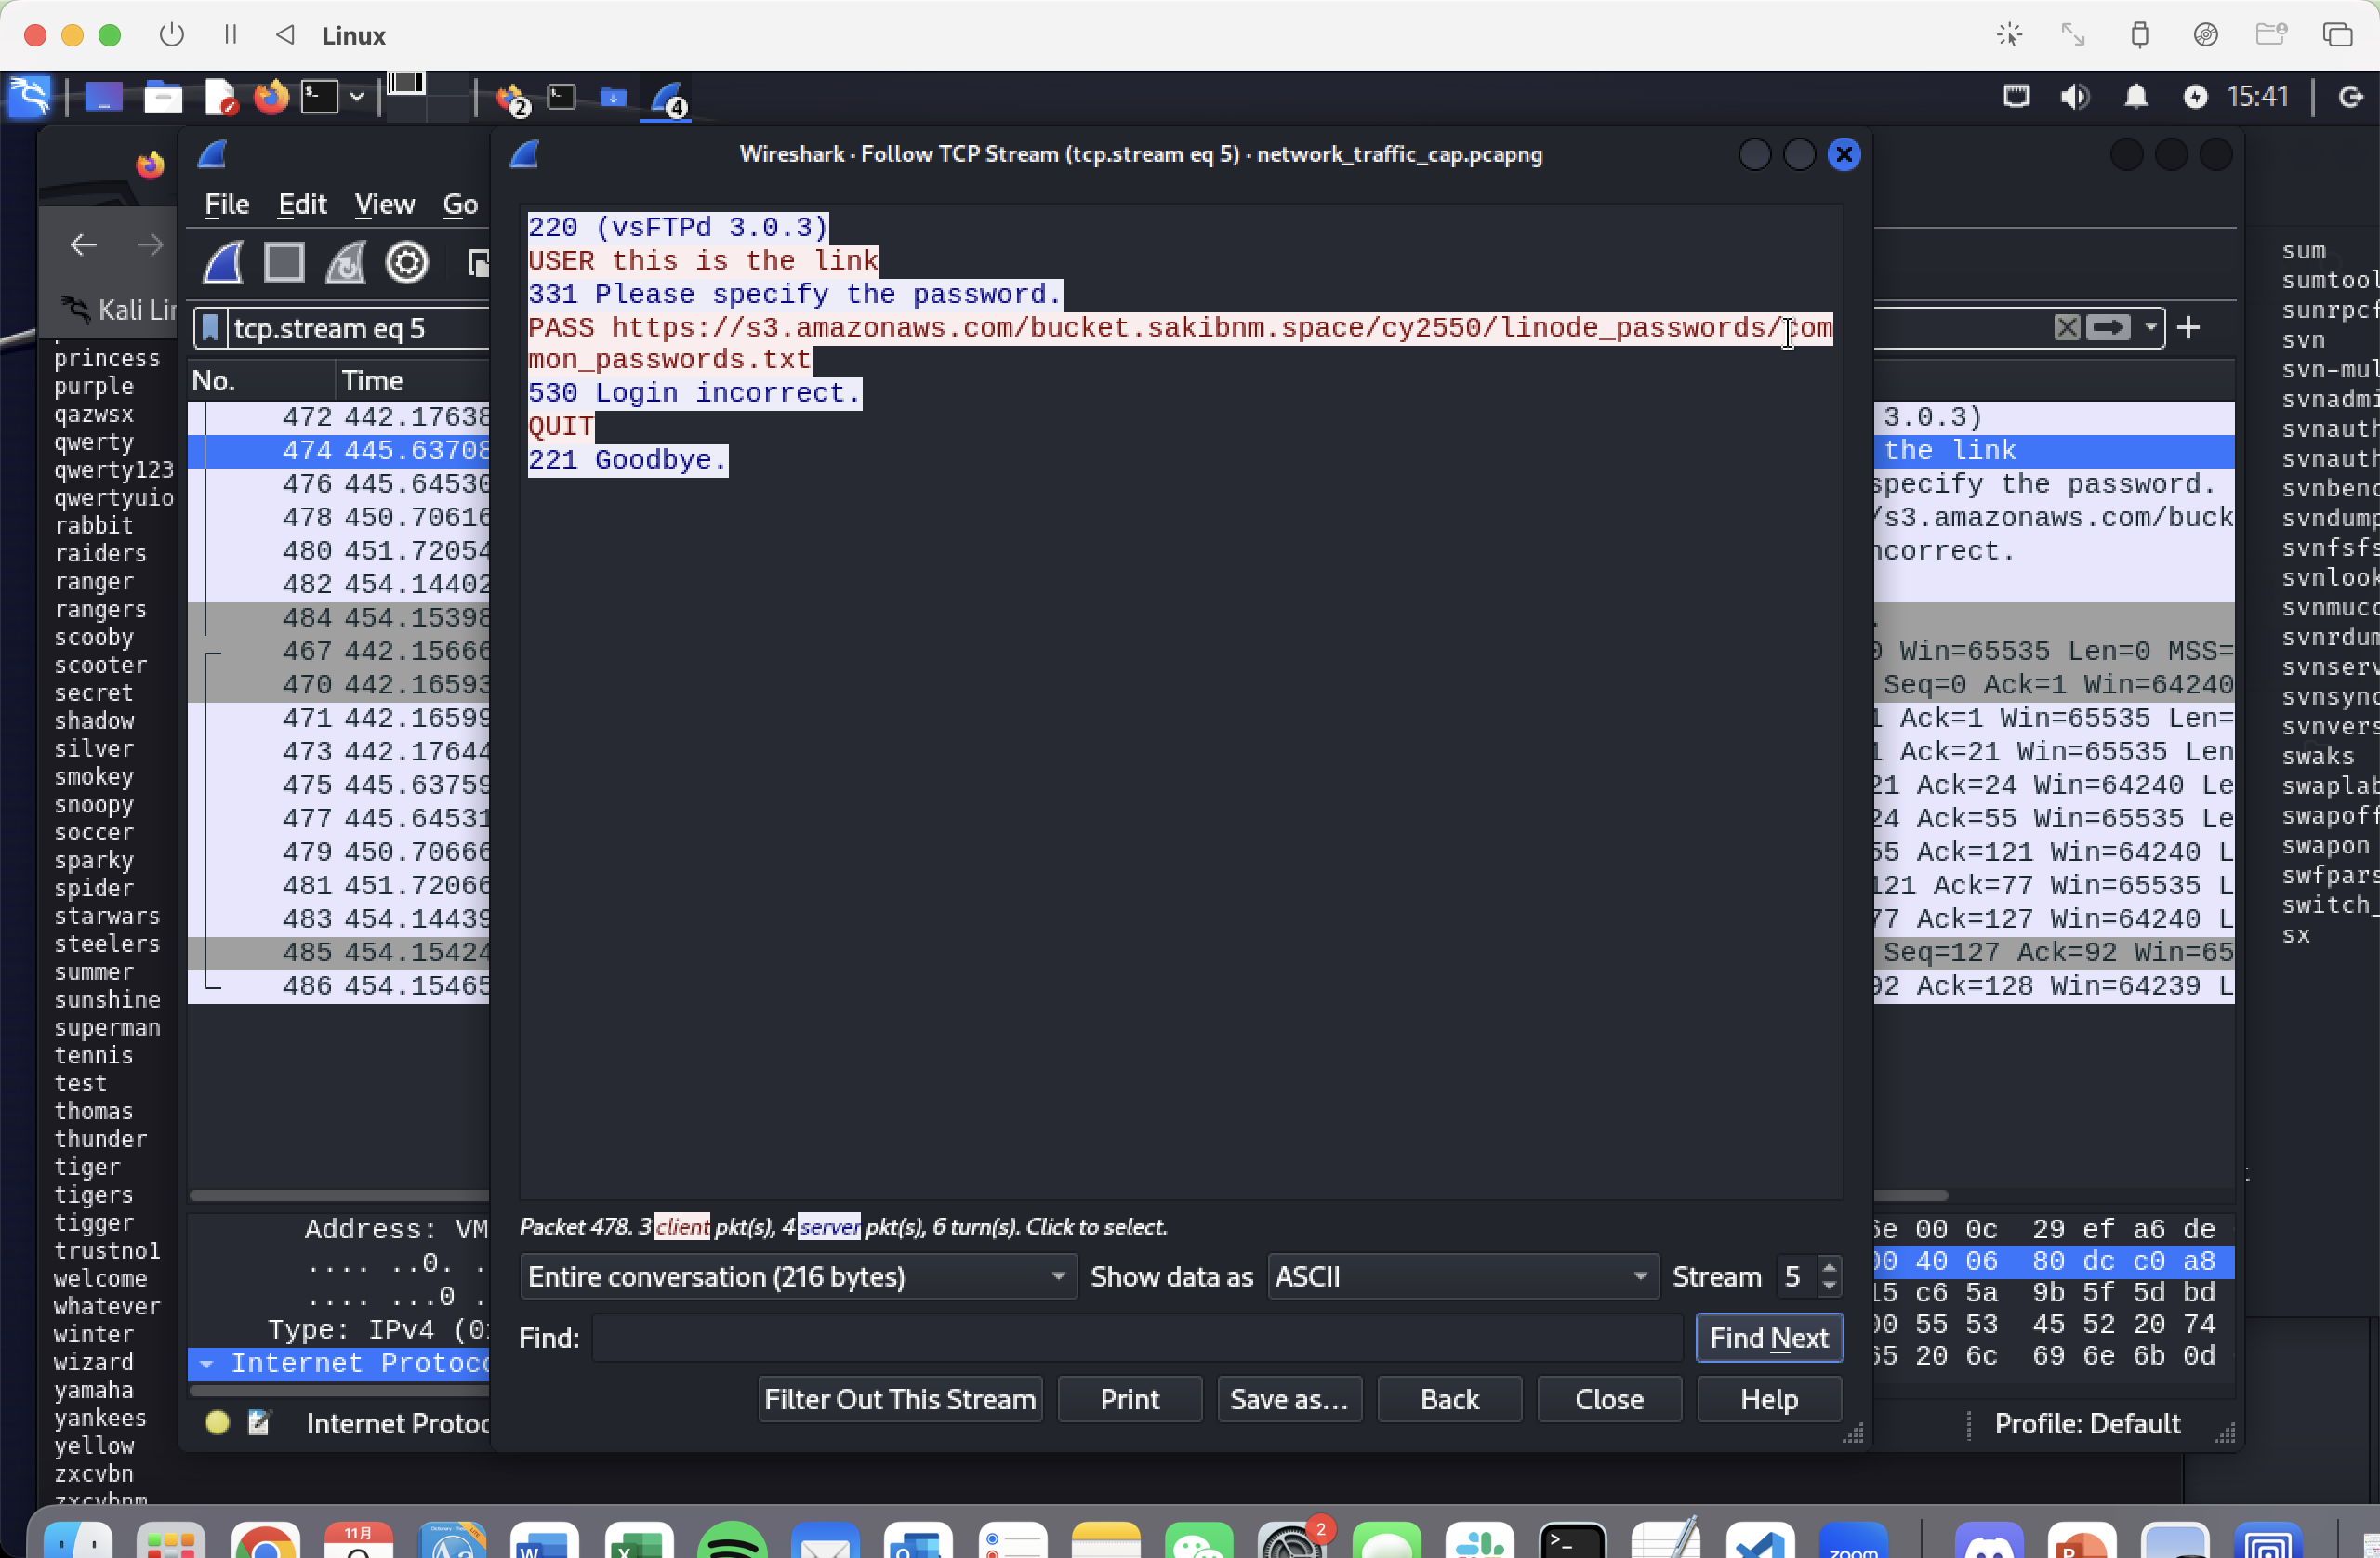 Linux
2
4
15:41
Wireshark · Follow TCP Stream (tcp.stream eq 5) · network_traffic_cap.pcapng
File Edit View Go
Kali Lin
tcp.stream eq 5
No. Time
220 (vsFTPd 3.0.3)
USER this is the link
331 Please specify the password.
PASS https://s3.amazonaws.com/bucket.sakibnm.space/cy2550/linode_passwords/com
mon_passwords.txt
530 Login incorrect.
QUIT
221 Goodbye.
princess
purple
qazwsx
qwerty
qwerty123
qwertyuio
rabbit
raiders
ranger
rangers
scooby
scooter
secret
shadow
silver
smokey
snoopy
soccer
sparky
spider
starwars
steelers
summer
sunshine
superman
tennis
test
thomas
thunder
tiger
tigers
tigger
trustno1
welcome
whatever
winter
wizard
yamaha
yankees
yellow
zxcvbn
zxcvbnm
472 442.17638
474 445.63708
476 445.64530
478 450.70616
480 451.72054
482 454.14402
484 454.15398
467 442.15666
470 442.16593
471 442.16599
473 442.17644
475 445.63759
477 445.64531
479 450.70666
481 451.72066
483 454.14439
485 454.15424
486 454.15465
3.0.3)
the link
specify the password.
/s3.amazonaws.com/buck
ncorrect.
.
0 Win=65535 Len=0 MSS=
Seq=0 Ack=1 Win=64240
1 Ack=1 Win=65535 Len=
1 Ack=21 Win=65535 Len
21 Ack=24 Win=64240 Le
24 Ack=55 Win=65535 Le
55 Ack=121 Win=64240 L
121 Ack=77 Win=65535 L
77 Ack=127 Win=64240 L
Seq=127 Ack=92 Win=65
92 Ack=128 Win=64239 L
sum
sumtool
sunrpcf
svn
svn-mul
svnadmi
svnauth
svnauth
svnbenc
svndump
svnfsfs
svnlook
svnmucc
svnrdum
svnserv
svnsync
svnvers
swaks
swaplab
swapoff
swapon
swfpars
switch_
sx
Address: VM
.... ..0. .
.... ...0 .
Type: IPv4 (0
Internet Protoco
Internet Protoc
Packet 478. 3 client pkt(s), 4 server pkt(s), 6 turn(s). Click to select.
Entire conversation (216 bytes) Show data as ASCII Stream 5
Find: Find Next
Filter Out This Stream Print Save as… Back Close Help
6e 00 0c 29 ef a6 de
00 40 06 80 dc c0 a8
15 c6 5a 9b 5f 5d bd
00 55 53 45 52 20 74
65 20 6c 69 6e 6b 0d
Profile: Default
11月
2
zoom